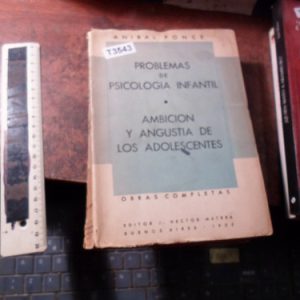 ANIBAL PONCE
T3543
PROBLEMAS
DE
PSICOLOGIA INFANTIL
AMBICION
Y ANGUSTIA DE
LOS ADOLESCENTES
OBRAS COMPLETAS
EDITOR J. HECTOR MATERA
BUENOS AIRES